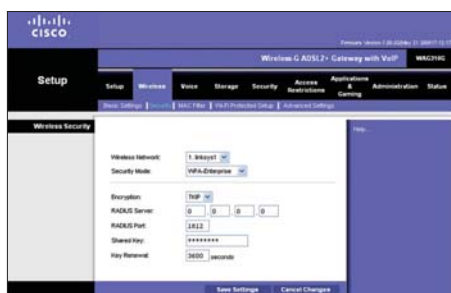 CISCO
Wireless-G ADSL2+ Gateway with VoIP WAG310G
Setup
Setup Wireless Voice Storage Security Access Restrictions Applications & Gaming Administration Status
Basic Settings Security MAC Filter Wi-Fi Protected Setup Advanced Settings
Wireless Security
Help...
Wireless Network: 1. linksys1
Security Mode: WPA-Enterprise
Encryption: TKIP
RADIUS Server: 0 . 0 . 0 . 0
RADIUS Port: 1812
Shared Key: ********
Key Renewal: 3600 seconds
Save Settings Cancel Changes